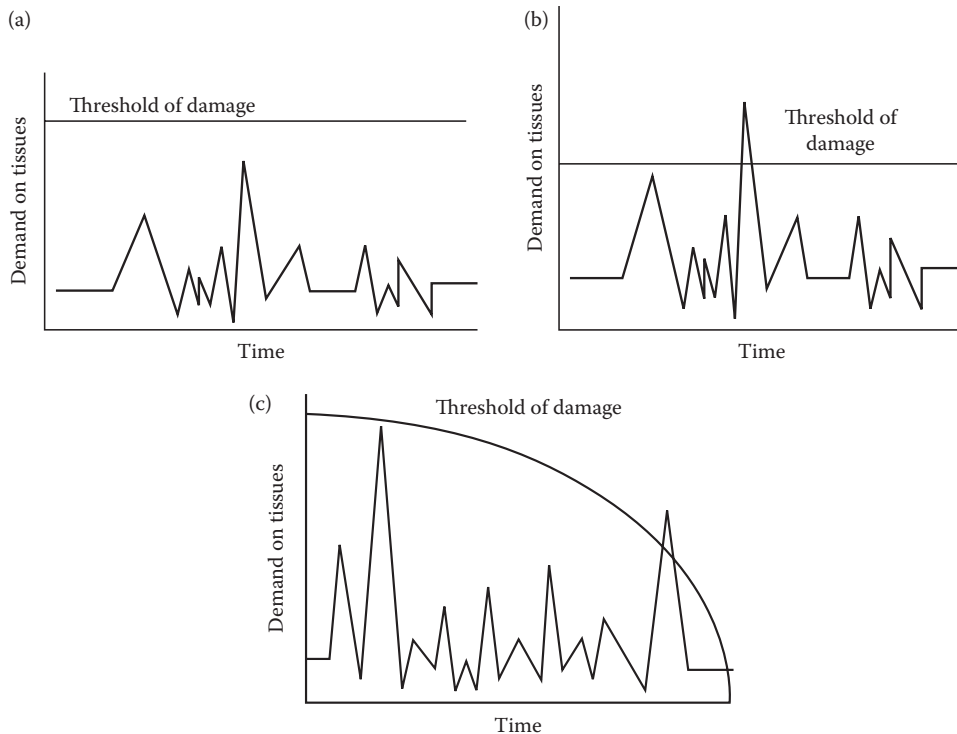 (a)
Threshold of damage
Demand on tissues
Time
(b)
Threshold of
damage
Demand on tissues
Time
(c)
Threshold of damage
Demand on tissues
Time